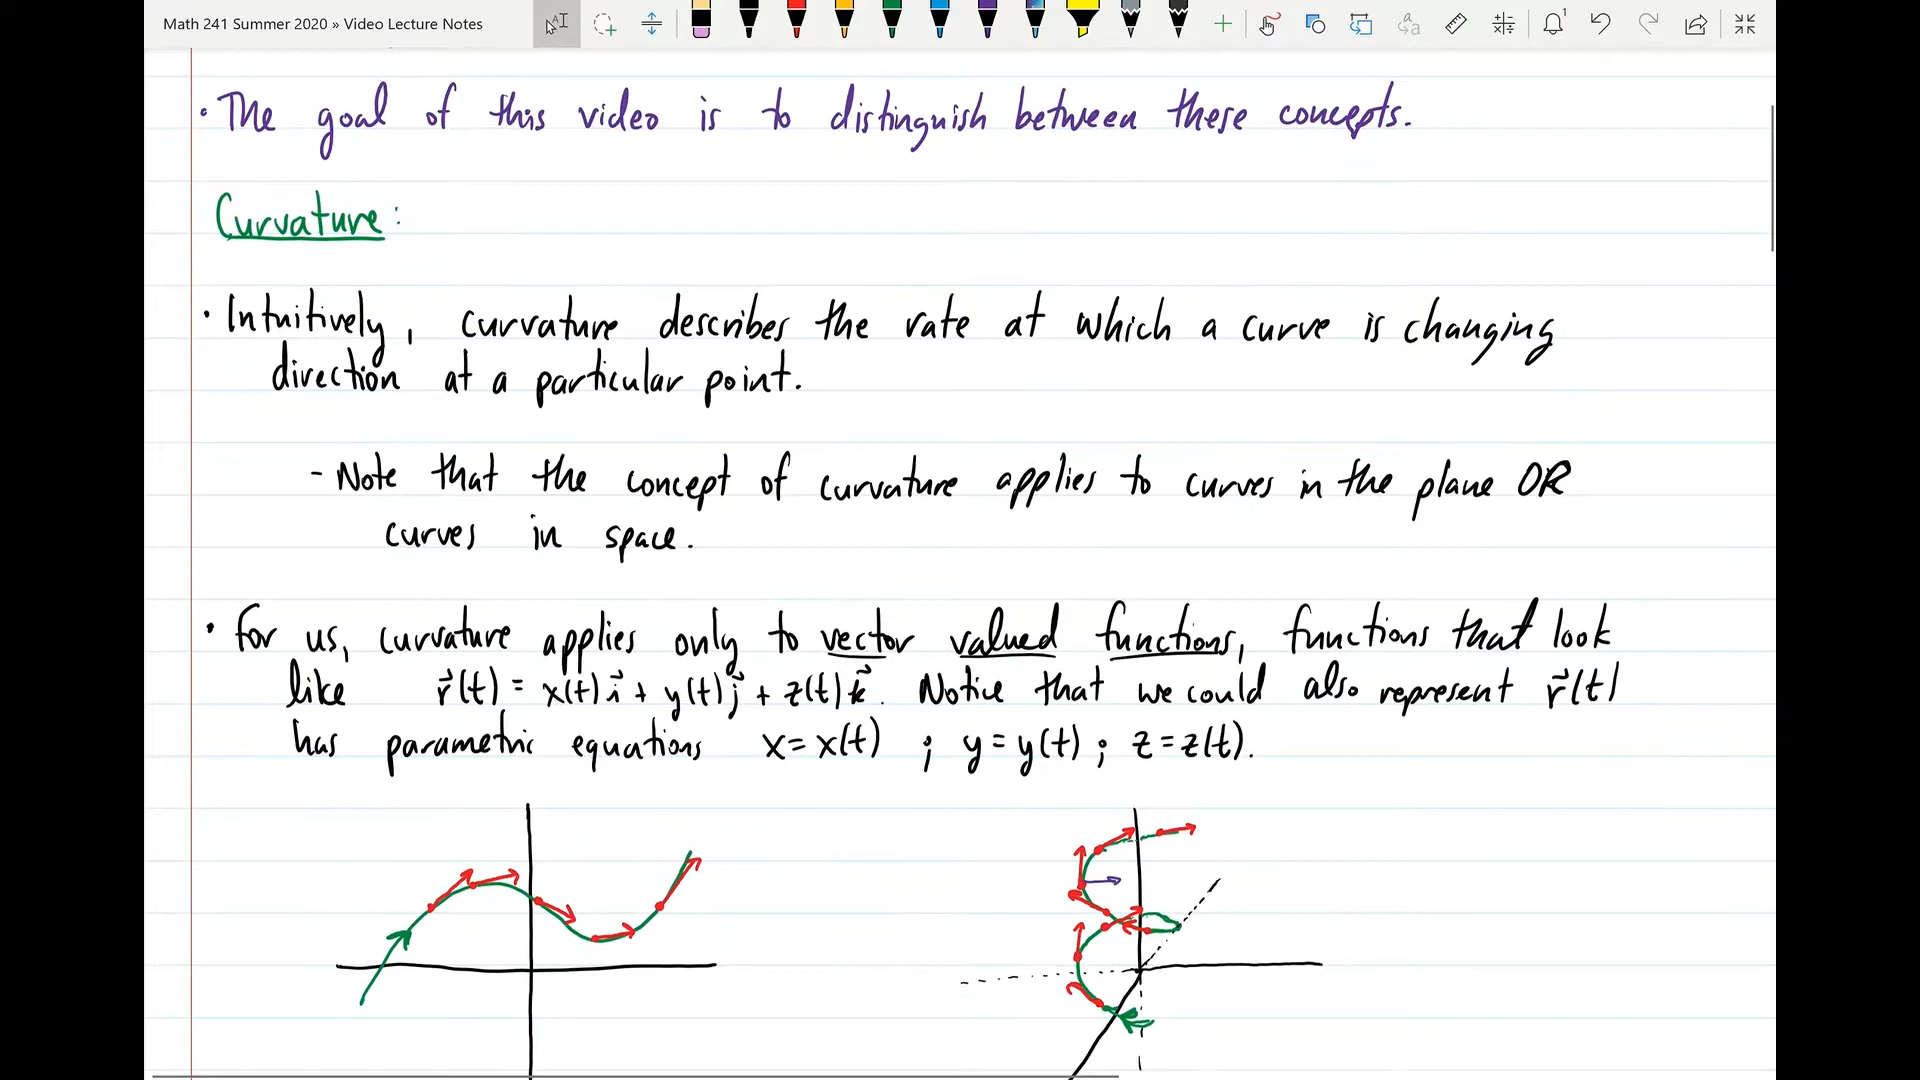 Math 241 Summer 2020 » Video Lecture Notes
• The goal of this video is to distinguish between these concepts.
Curvature:
• Intuitively, curvature describes the rate at which a curve is changing
direction at a particular point.
- Note that the concept of curvature applies to curves in the plane OR
curves in space.
• For us, curvature applies only to vector valued functions, functions that look
like r⃗(t) = x(t)i⃗ + y(t)j⃗ + z(t)k⃗. Notice that we could also represent r⃗(t)
has parametric equations x=x(t) ; y=y(t) ; z=z(t).